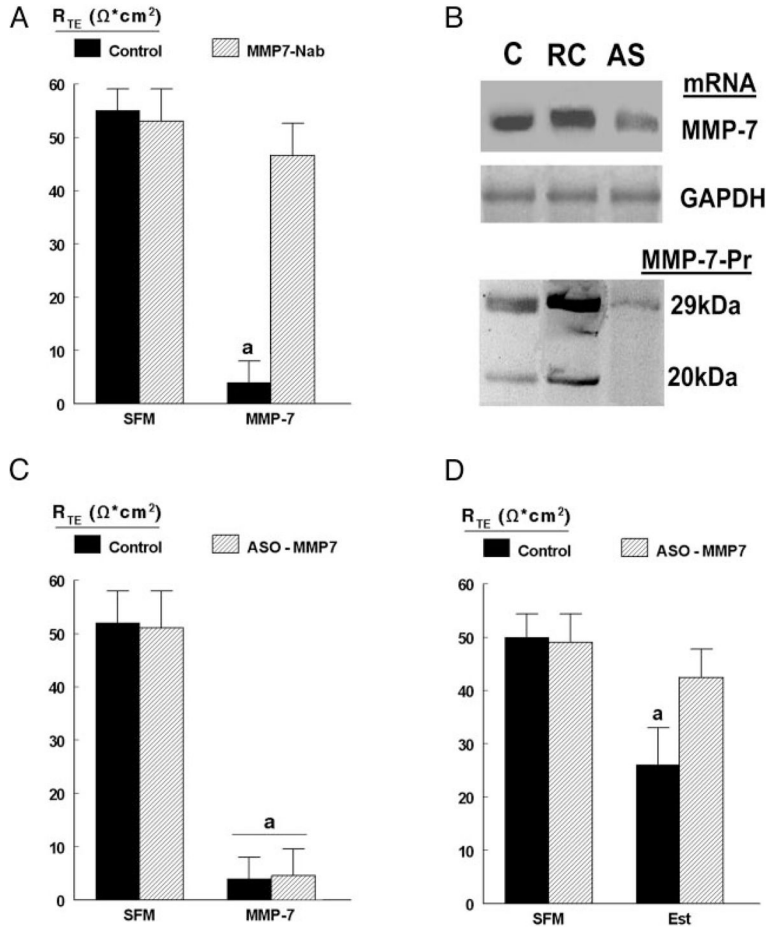 A
R_TE (Ω*cm²)
Control MMP7-Nab
60
50
40
30
20
10
0
a
SFM MMP-7
B
C RC AS
mRNA
MMP-7
GAPDH
MMP-7-Pr
29kDa
20kDa
C
R_TE (Ω*cm²)
Control ASO - MMP7
60
50
40
30
20
10
0
a
SFM MMP-7
D
R_TE (Ω*cm²)
Control ASO - MMP7
60
50
40
30
20
10
0
a
SFM Est